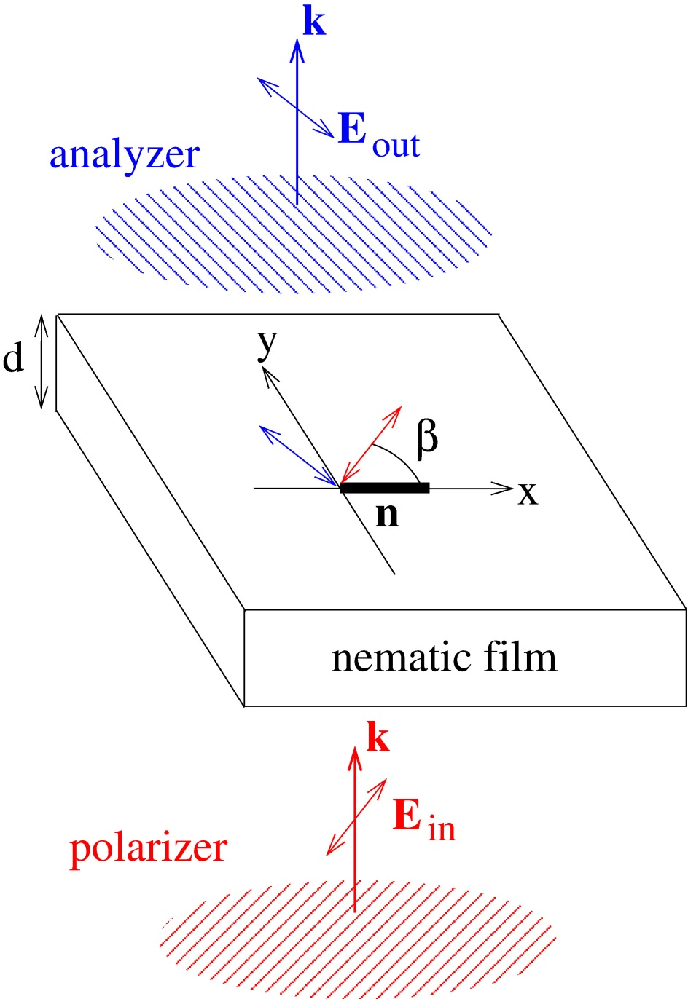 k
E out
analyzer
y
d
β
x
n
nematic film
k
E in
polarizer